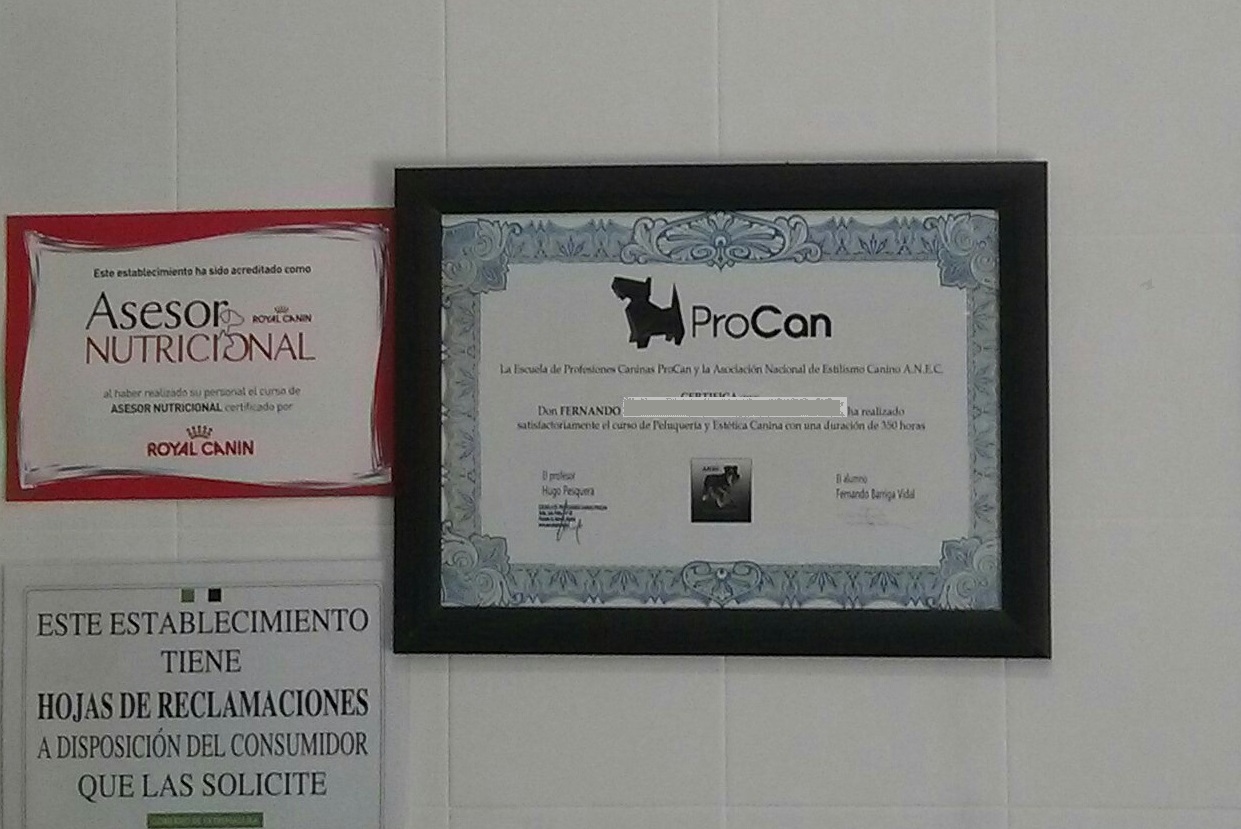 Este establecimiento ha sido acreditado como
Asesor
ROYAL CANIN
NUTRICIONAL
al haber realizado su personal el curso de
ASESOR NUTRICIONAL certificado por
ROYAL CANIN
ProCan
La Escuela de Profesiones Caninas ProCan y la Asociación Nacional de Estilismo Canino A.N.E.C.
CERTIFICA
Don FERNANDO ha realizado
satisfactoriamente el curso de Peluquería y Estética Canina con una duración de 350 horas
El profesor
Hugo Pesquera
El alumno
Fernando Barriga Vidal
ESTE ESTABLECIMIENTO
TIENE
HOJAS DE RECLAMACIONES
A DISPOSICIÓN DEL CONSUMIDOR
QUE LAS SOLICITE
GOBIERNO DE EXTREMADURA